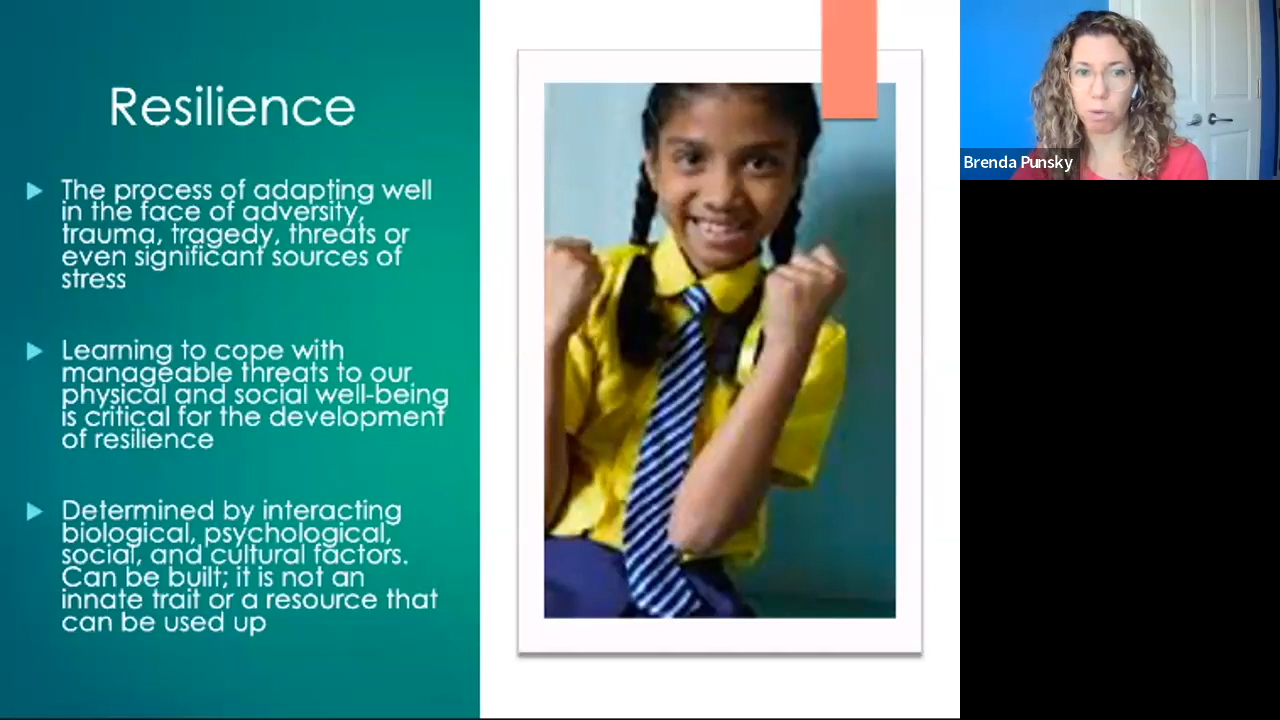 Resilience
The process of adapting well
in the face of adversity,
trauma, tragedy, threats or
even significant sources of
stress
Learning to cope with
manageable threats to our
physical and social well-being
is critical for the development
of resilience
Determined by interacting
biological, psychological,
social, and cultural factors.
Can be built; it is not an
innate trait or a resource that
can be used up
Brenda Punsky